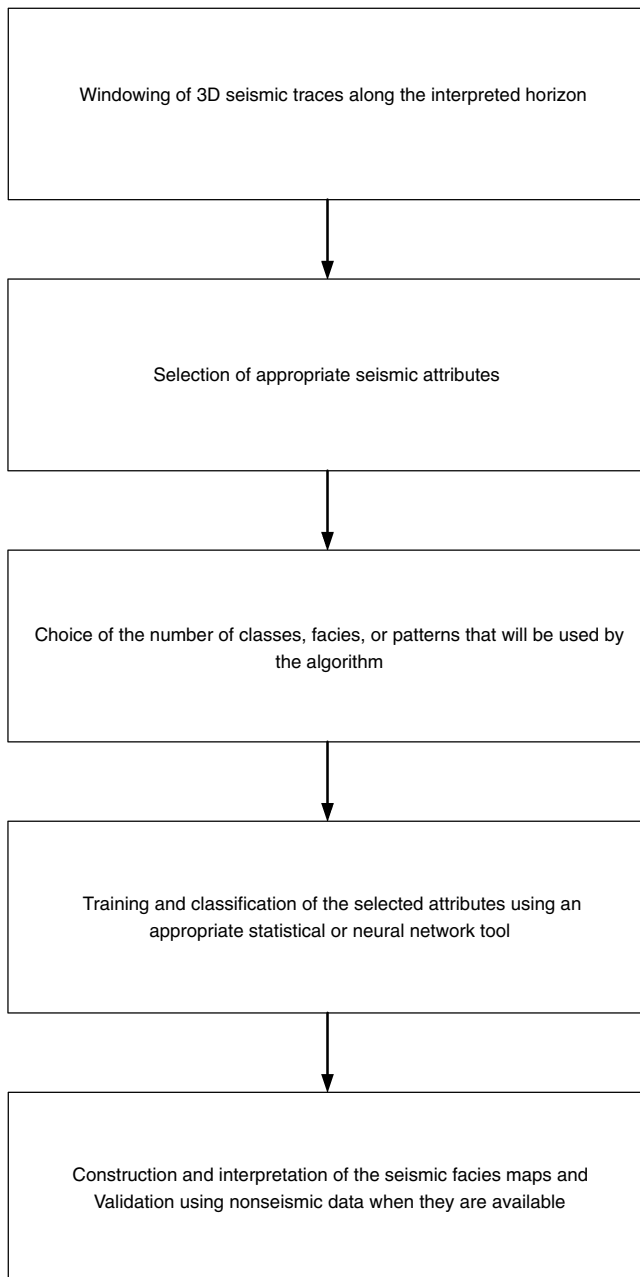 Windowing of 3D seismic traces along the interpreted horizon
Selection of appropriate seismic attributes
Choice of the number of classes, facies, or patterns that will be used by
the algorithm
Training and classification of the selected attributes using an
appropriate statistical or neural network tool
Construction and interpretation of the seismic facies maps and
Validation using nonseismic data when they are available